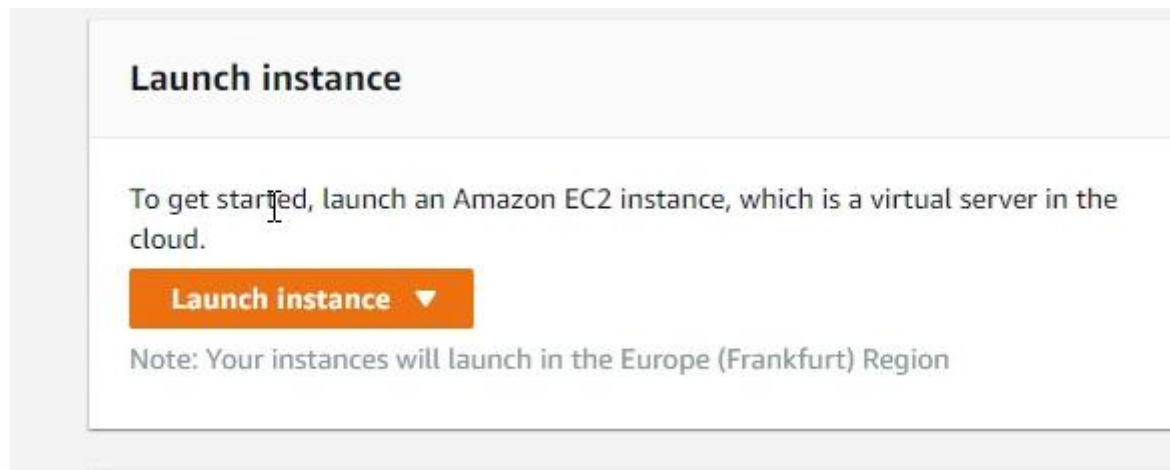 Launch instance
To get started, launch an Amazon EC2 instance, which is a virtual server in the
cloud.
Launch instance
Note: Your instances will launch in the Europe (Frankfurt) Region